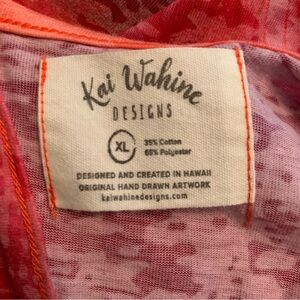 Kai Wahine
DESIGNS
XL
35% Cotton
65% Polyester
DESIGNED AND CREATED IN HAWAII
ORIGINAL HAND DRAWN ARTWORK
kaiwahinedesigns.com